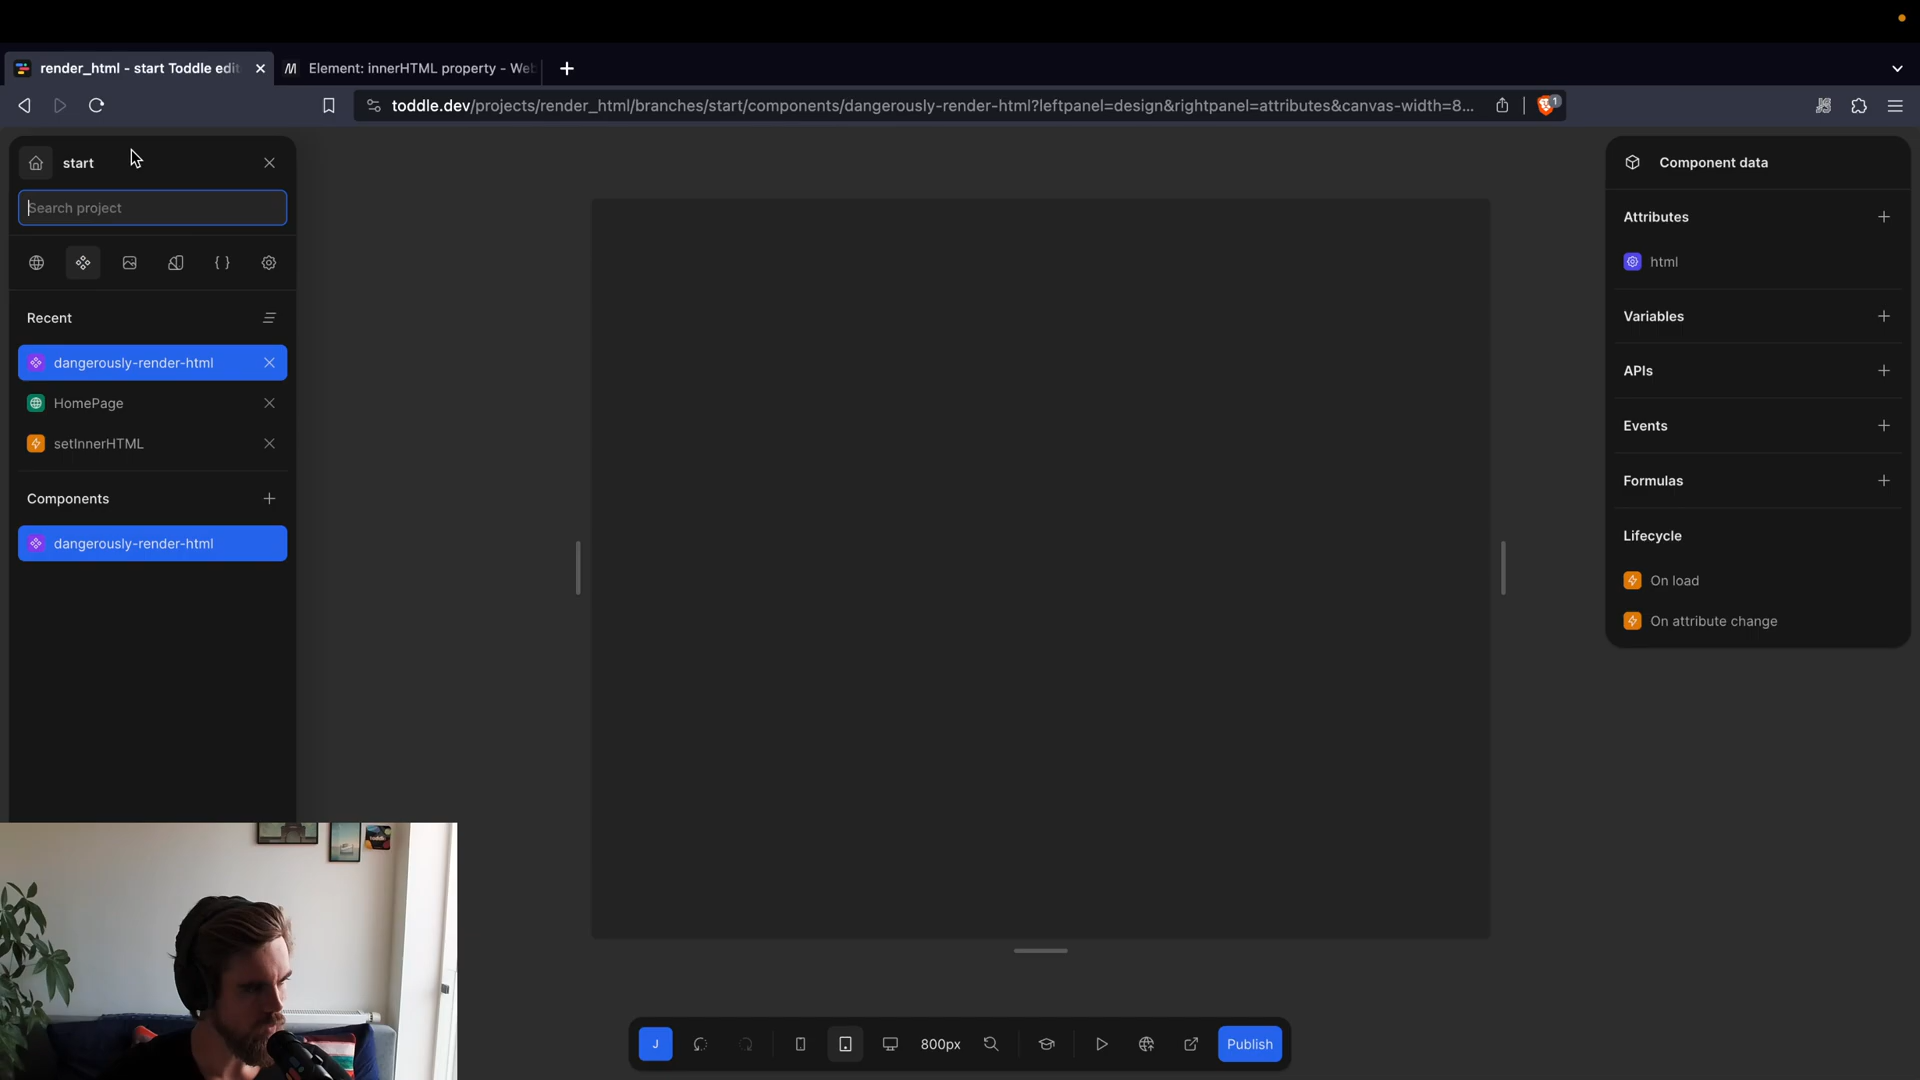 render_html - start Toddle edit
Element: innerHTML property - Web
toddle.dev/projects/render_html/branches/start/components/dangerously-render-html?leftpanel=design&rightpanel=attributes&canvas-width=8...
1
start
Search project
Recent
dangerously-render-html
HomePage
setInnerHTML
Components
dangerously-render-html
Component data
Attributes
html
Variables
APIs
Events
Formulas
Lifecycle
On load
On attribute change
J
800px
Publish